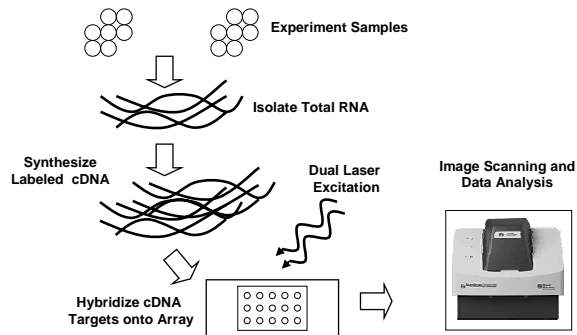 Experiment Samples
Isolate Total RNA
Synthesize
Labeled cDNA
Dual Laser
Excitation
Image Scanning and
Data Analysis
Hybridize cDNA
Targets onto Array